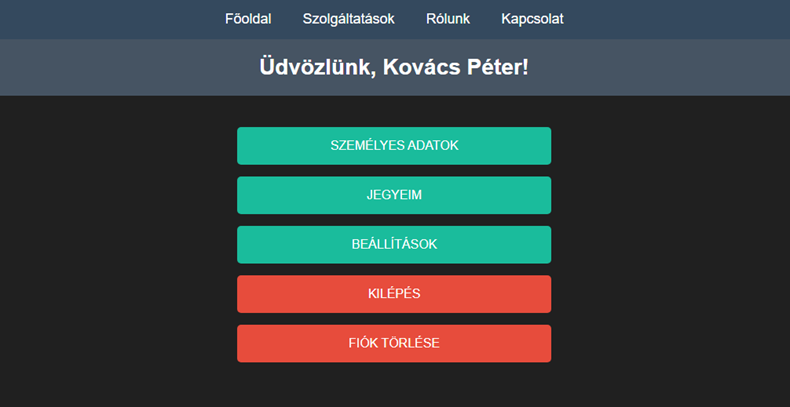 Főoldal Szolgáltatások Rólunk Kapcsolat
Üdvözlünk, Kovács Péter!
SZEMÉLYES ADATOK
JEGYEIM
BEÁLLÍTÁSOK
KILÉPÉS
FIÓK TÖRLÉSE